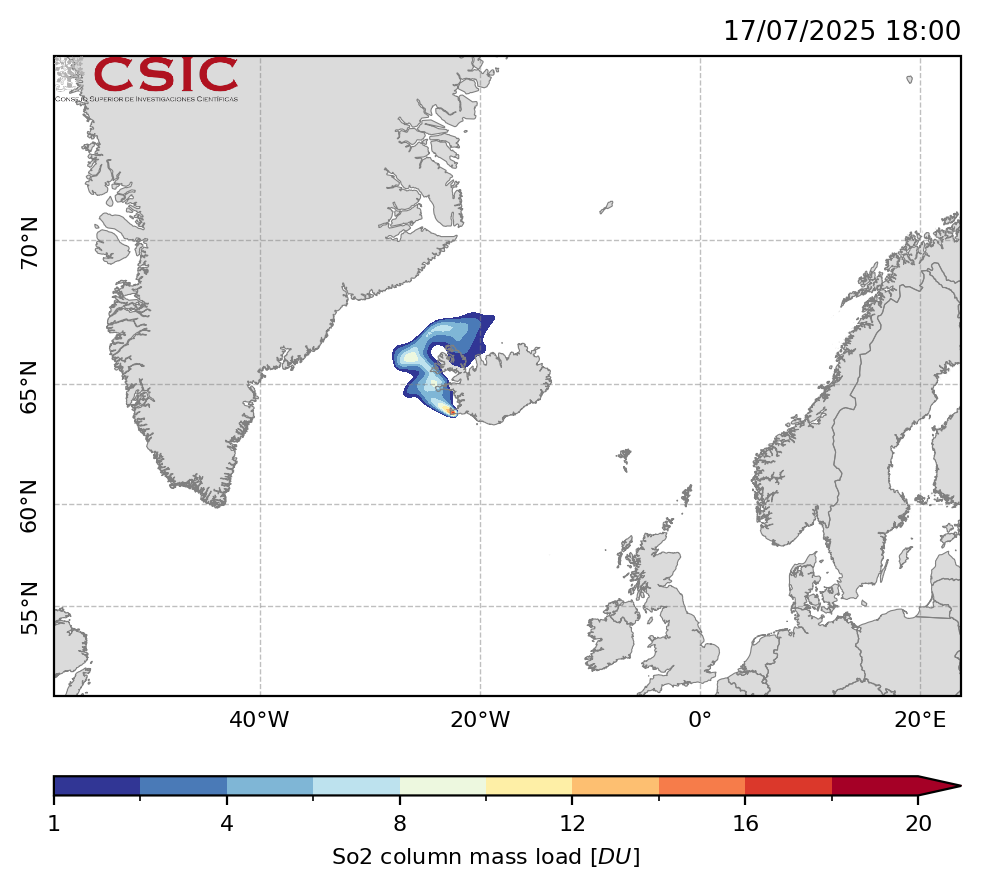 17/07/2025 18:00
CSIC
Consejo Superior de Investigaciones Científicas
70°N
65°N
60°N
55°N
40°W
20°W
0°
20°E
1
4
8
12
16
20
So2 column mass load [DU]